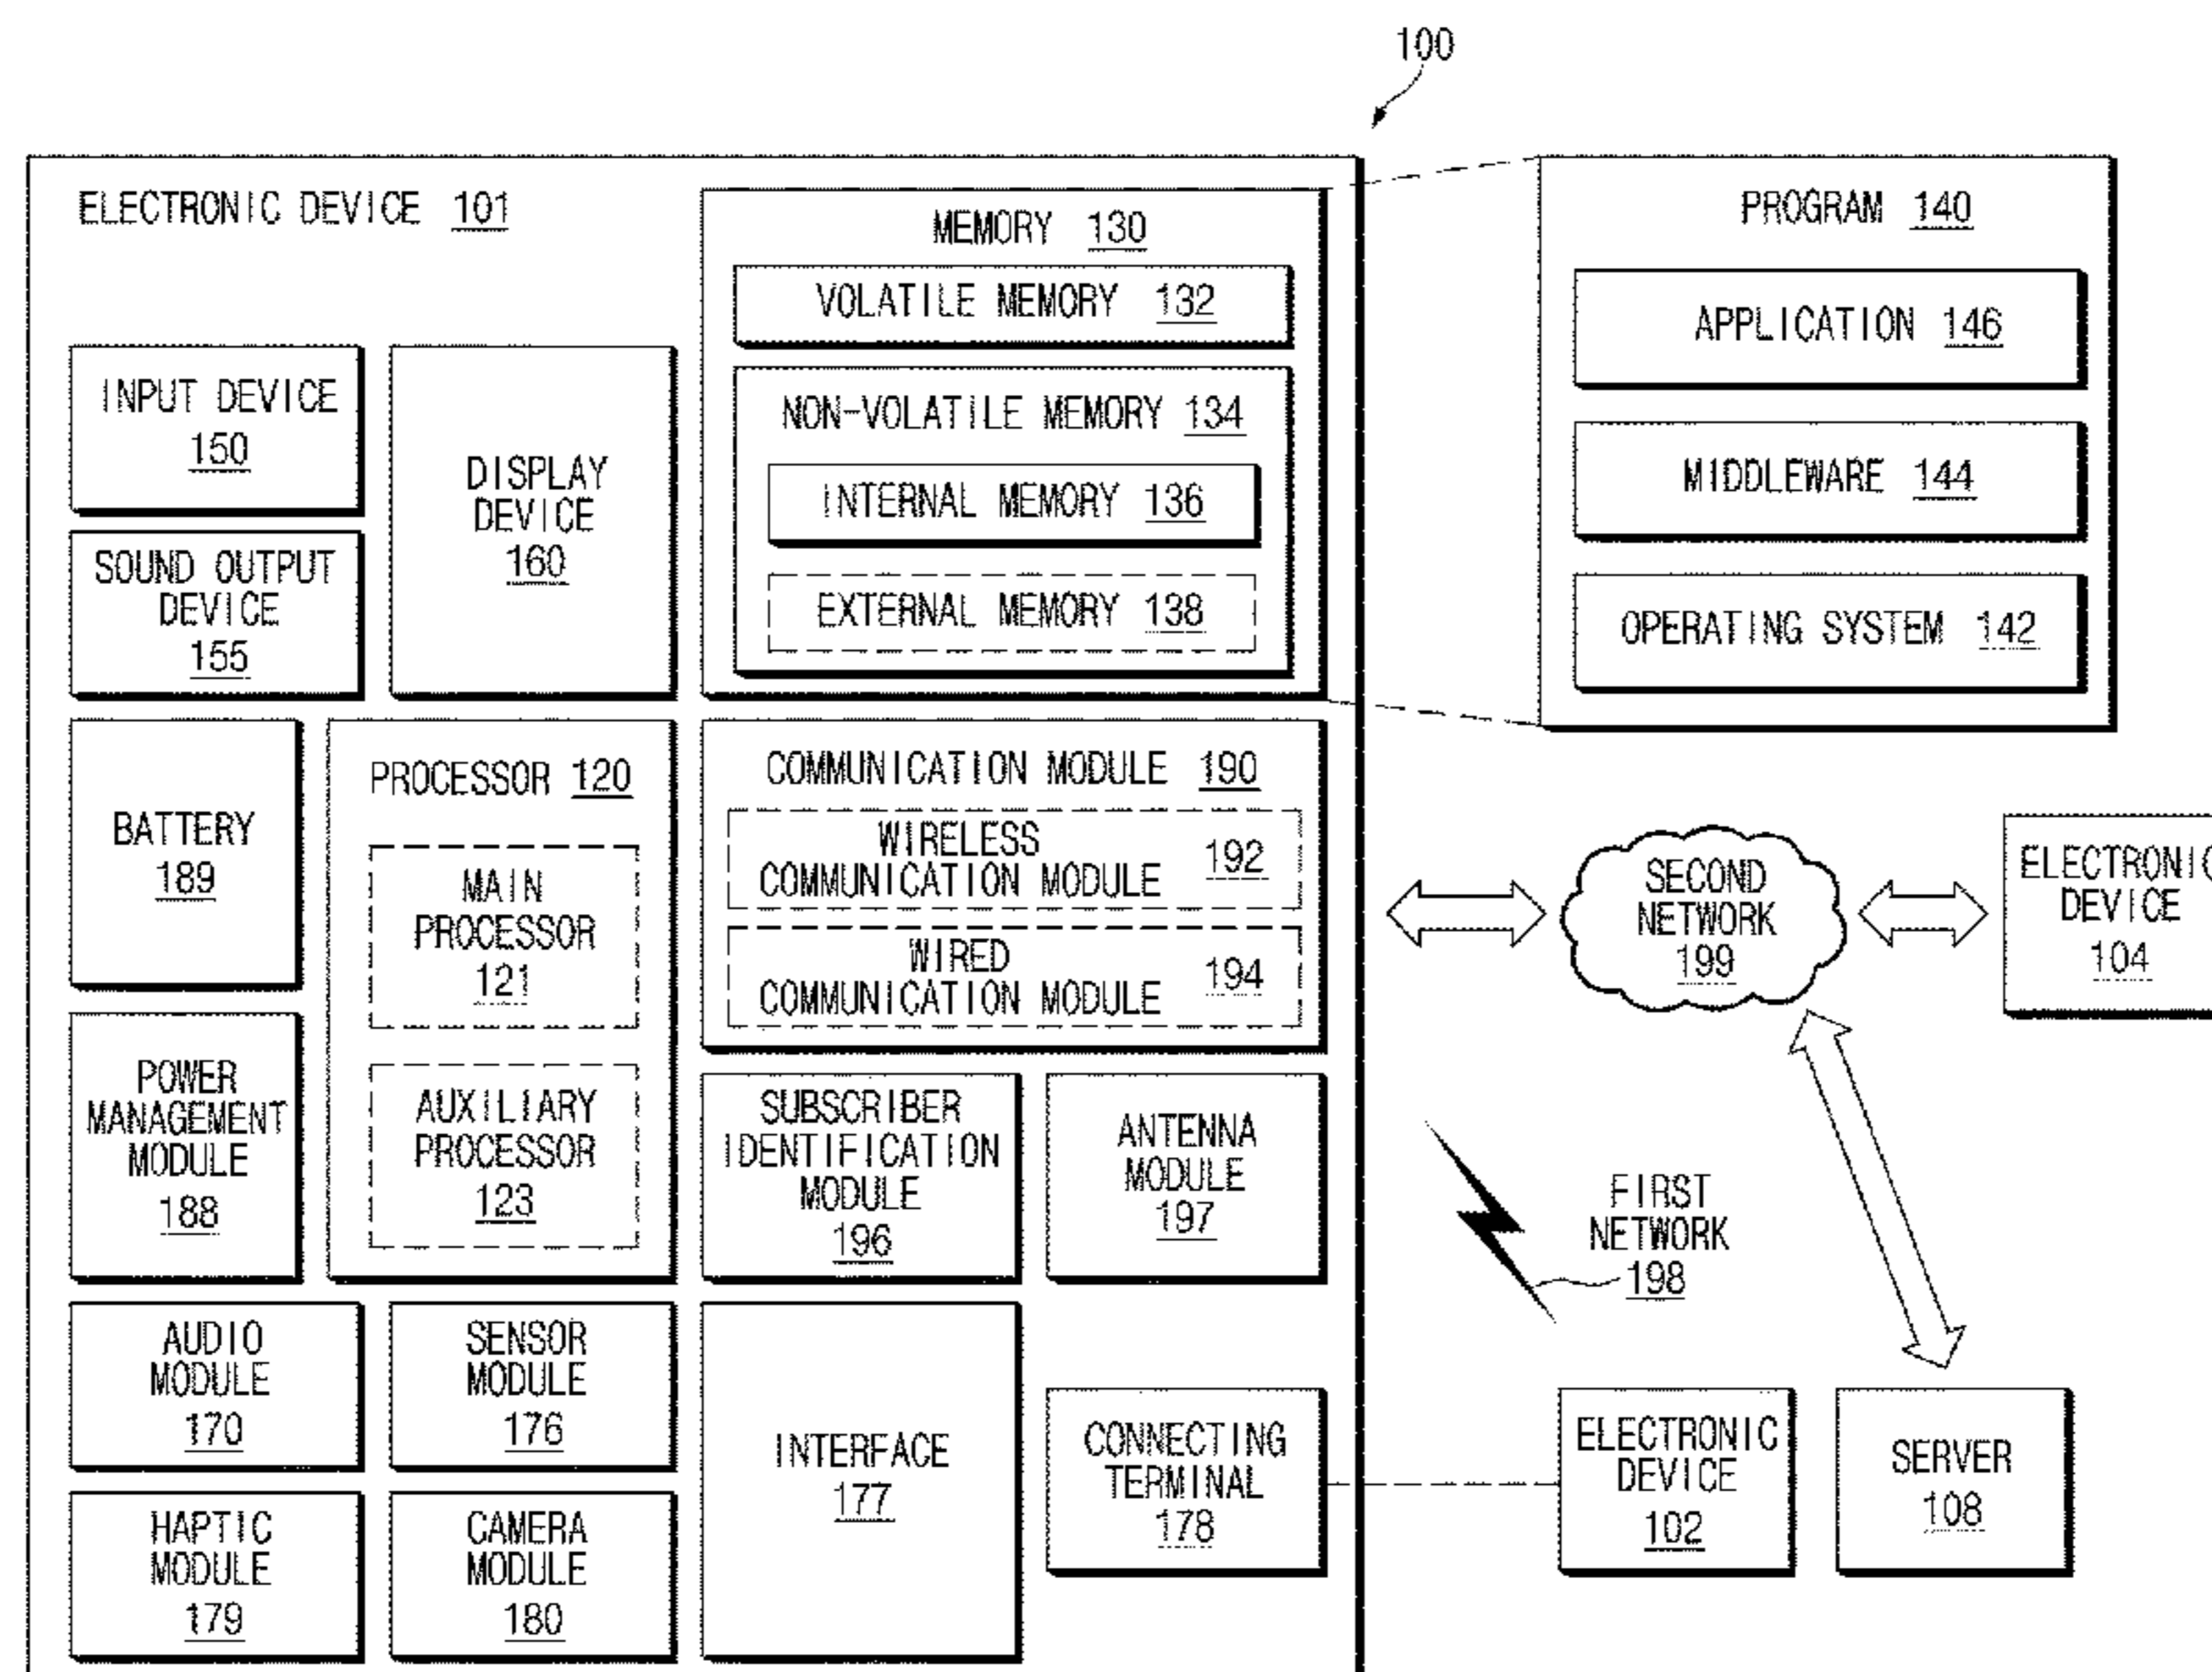 100
ELECTRONIC DEVICE 101
MEMORY 130
VOLATILE MEMORY 132
NON-VOLATILE MEMORY 134
INTERNAL MEMORY 136
EXTERNAL MEMORY 138
PROGRAM 140
APPLICATION 146
MIDDLEWARE 144
OPERATING SYSTEM 142
INPUT DEVICE
150
SOUND OUTPUT
DEVICE
155
DISPLAY
DEVICE
160
BATTERY
189
POWER
MANAGEMENT
MODULE
188
PROCESSOR 120
MAIN
PROCESSOR
121
AUXILIARY
PROCESSOR
123
COMMUNICATION MODULE 190
WIRELESS
COMMUNICATION MODULE 192
WIRED
COMMUNICATION MODULE 194
SUBSCRIBER
IDENTIFICATION
MODULE
196
ANTENNA
MODULE
197
SECOND
NETWORK
199
ELECTRONIC
DEVICE
104
FIRST
NETWORK
198
AUDIO
MODULE
170
SENSOR
MODULE
176
HAPTIC
MODULE
179
CAMERA
MODULE
180
INTERFACE
177
CONNECTING
TERMINAL
178
ELECTRONIC
DEVICE
102
SERVER
108